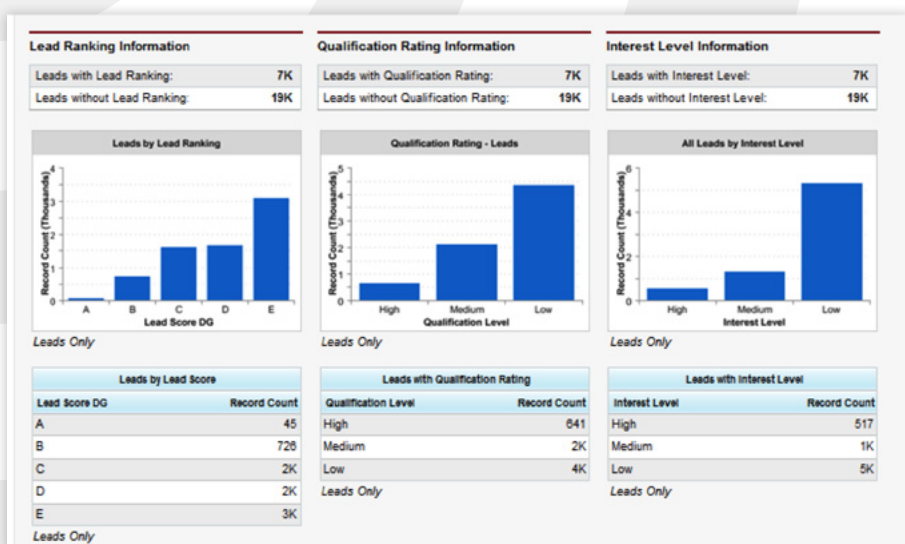 Lead Ranking Information
Leads with Lead Ranking: 7K
Leads without Lead Ranking: 19K
Leads by Lead Ranking
Record Count (Thousands)
4
3
2
1
0
A B C D E
Lead Score DG
Leads Only
Leads by Lead Score
Lead Score DG Record Count
A 45
B 726
C 2K
D 2K
E 3K
Leads Only
Qualification Rating Information
Leads with Qualification Rating: 7K
Leads without Qualification Rating: 19K
Qualification Rating - Leads
Record Count (Thousands)
5
4
3
2
1
0
High Medium Low
Qualification Level
Leads Only
Leads with Qualification Rating
Qualification Level Record Count
High 641
Medium 2K
Low 4K
Leads Only
Interest Level Information
Leads with Interest Level: 7K
Leads without Interest Level: 19K
All Leads by Interest Level
Record Count (Thousands)
6
4
2
0
High Medium Low
Interest Level
Leads Only
Leads with Interest Level
Interest Level Record Count
High 517
Medium 1K
Low 5K
Leads Only